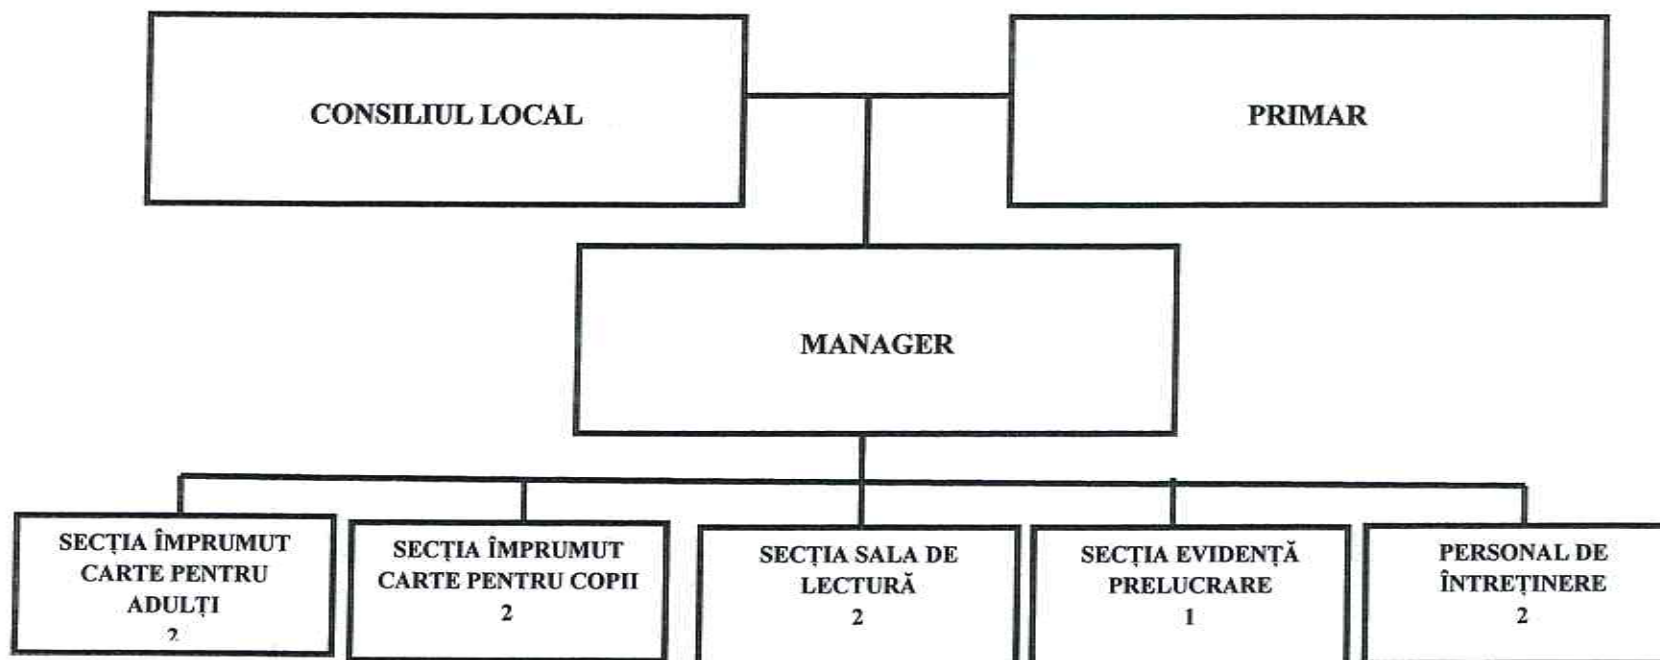 CONSILIUL LOCAL
PRIMAR
MANAGER
SECȚIA ÎMPRUMUT
CARTE PENTRU
ADULȚI
2
SECȚIA ÎMPRUMUT
CARTE PENTRU COPII
2
SECȚIA SALA DE
LECTURĂ
2
SECȚIA EVIDENȚĂ
PRELUCRARE
1
PERSONAL DE
ÎNTREȚINERE
2